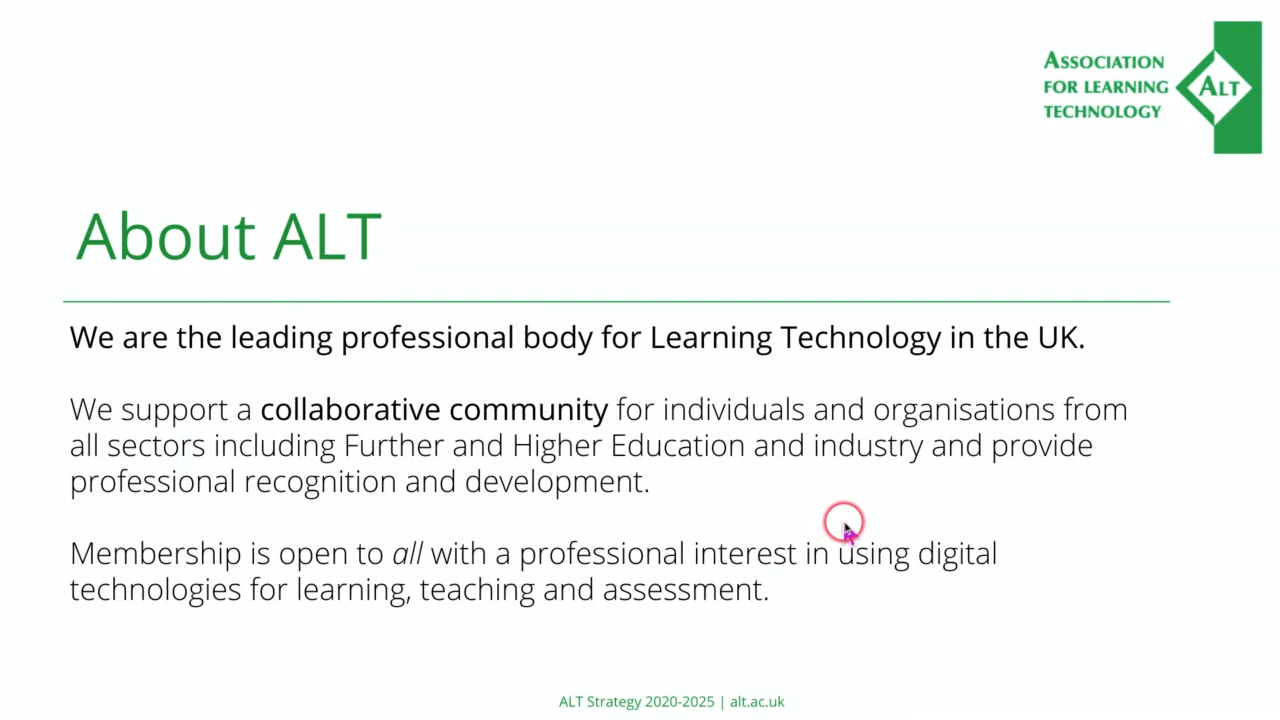 ASSOCIATION
FOR LEARNING
TECHNOLOGY
ALT
About ALT
We are the leading professional body for Learning Technology in the UK.
We support a collaborative community for individuals and organisations from
all sectors including Further and Higher Education and industry and provide
professional recognition and development.
Membership is open to all with a professional interest in using digital
technologies for learning, teaching and assessment.
ALT Strategy 2020-2025 | alt.ac.uk